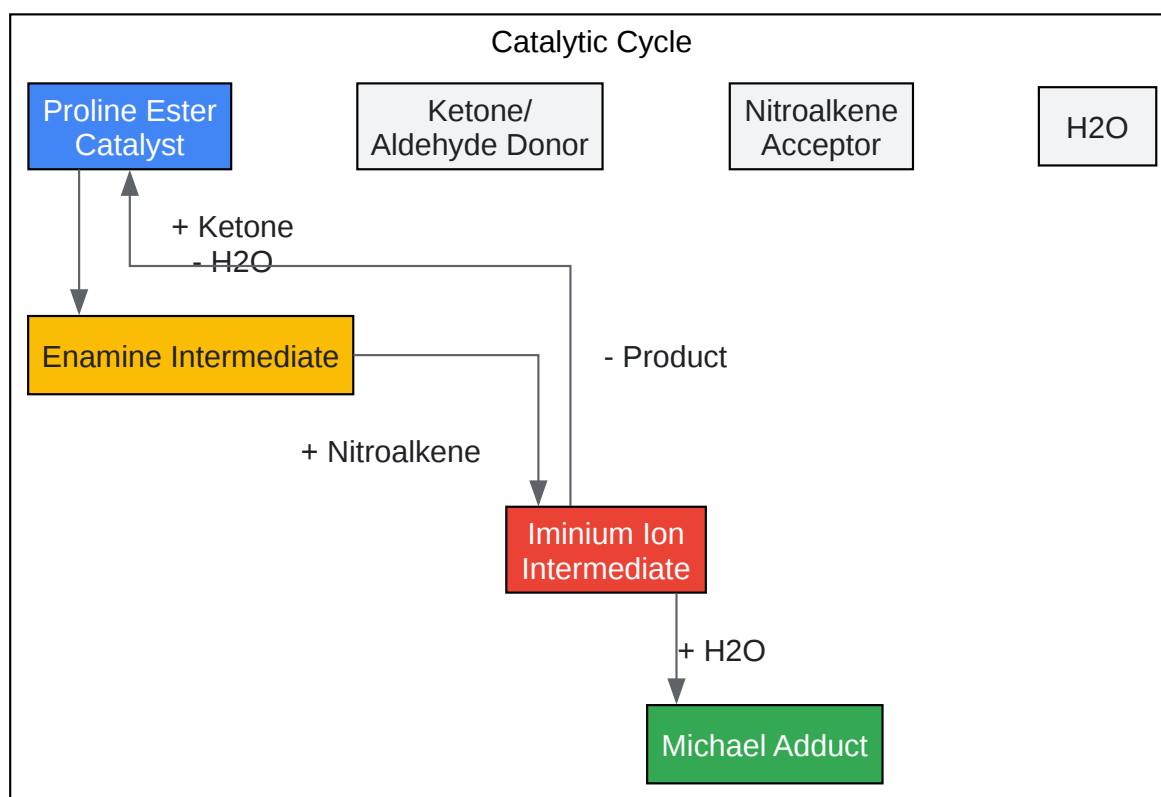 Catalytic Cycle
Proline Ester
Catalyst
Ketone/
Aldehyde Donor
Nitroalkene
Acceptor
H2O
+ Ketone
- H2O
Enamine Intermediate
- Product
+ Nitroalkene
Iminium Ion
Intermediate
+ H2O
Michael Adduct